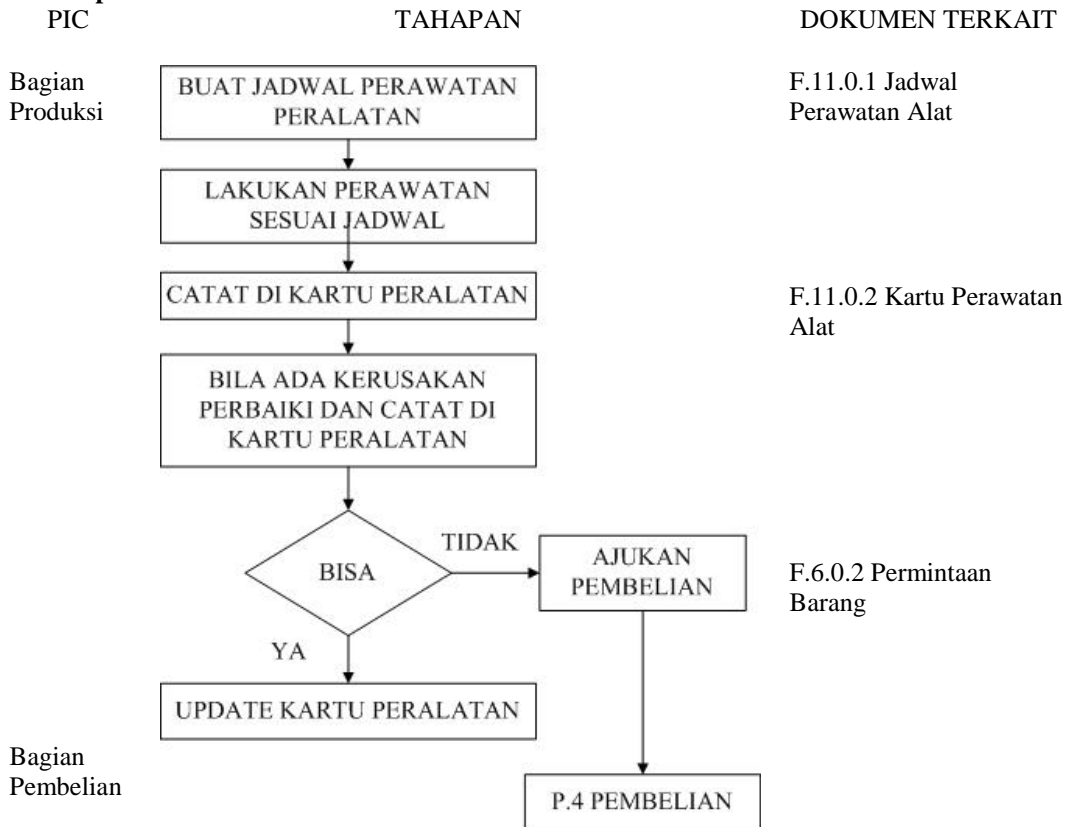 PIC
TAHAPAN
DOKUMEN TERKAIT
Bagian
Produksi
BUAT JADWAL PERAWATAN
PERALATAN
F.11.0.1 Jadwal
Perawatan Alat
LAKUKAN PERAWATAN
SESUAI JADWAL
CATAT DI KARTU PERALATAN
F.11.0.2 Kartu Perawatan
Alat
BILA ADA KERUSAKAN
PERBAIKI DAN CATAT DI
KARTU PERALATAN
BISA
TIDAK
AJUKAN
PEMBELIAN
F.6.0.2 Permintaan
Barang
YA
UPDATE KARTU PERALATAN
Bagian
Pembelian
P.4 PEMBELIAN